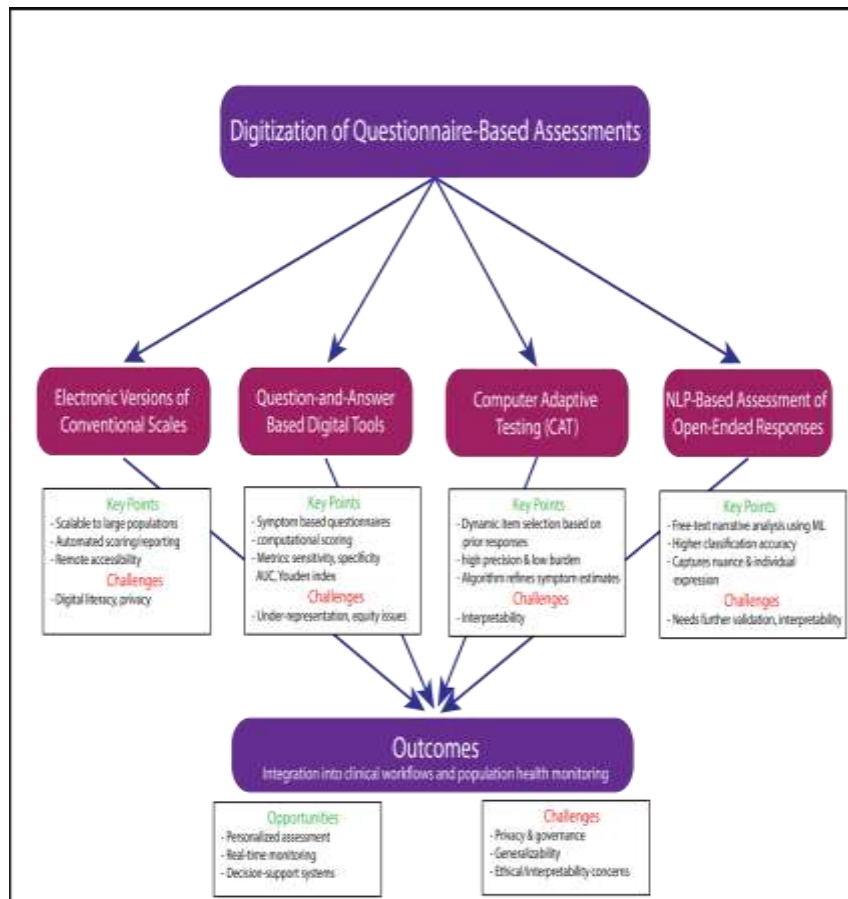 Digitization of Questionnaire-Based Assessments
Electronic Versions of
Conventional Scales
Key Points
- Scalable to large populations
- Automated scoring/reporting
- Remote accessibility
Challenges
- Digital literacy, privacy
Question-and-Answer
Based Digital Tools
Key Points
- Symptom based questionnaires
- computational scoring
- Metrics: sensitivity, specificity
AUC, Youden index
Challenges
- Under-representation, equity issues
Computer Adaptive
Testing (CAT)
Key Points
- Dynamic item selection based on
prior responses
- high precision & low burden
- Algorithm refines symptom estimates
Challenges
- Interpretability
NLP-Based Assessment of
Open-Ended Responses
Key Points
- Free-text narrative analysis using ML
- Higher classification accuracy
- Captures nuance & individual
expression
Challenges
- Needs further validation, interpretability
Outcomes
Integration into clinical workflows and population health monitoring
Opportunities
- Personalized assessment
- Real-time monitoring
- Decision-support systems
Challenges
- Privacy & governance
- Generalizability
- Ethical/interpretability concerns